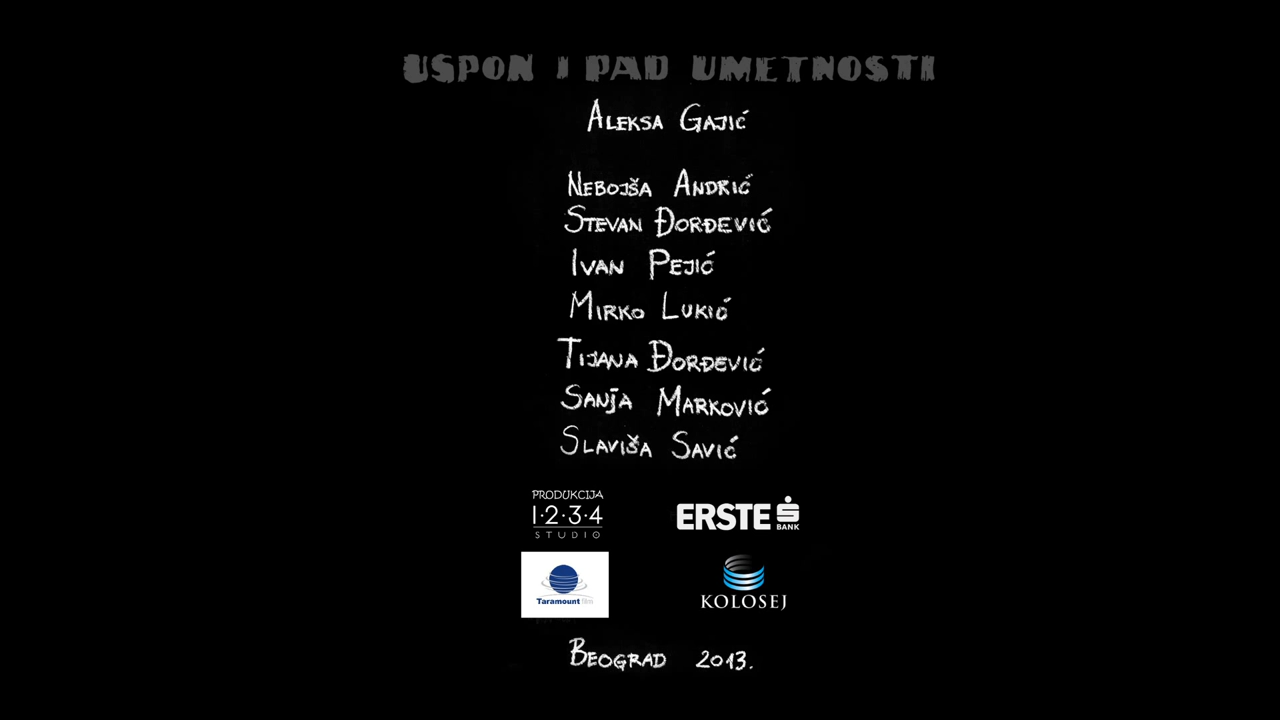 USPON I PAD UMETNOSTI
ALEKSA GAJIĆ
NEBOJŠA ANDRIĆ
STEVAN ĐORĐEVIĆ
IVAN PEJIĆ
MIRKO LUKIĆ
TIJANA ĐORĐEVIĆ
SANJA MARKOVIĆ
SLAVIŠA SAVIĆ
PRODUKCIJA
1·2·3·4
STUDIO
ERSTE
BANK
Taramount film
KOLOSEJ
BEOGRAD 2013.